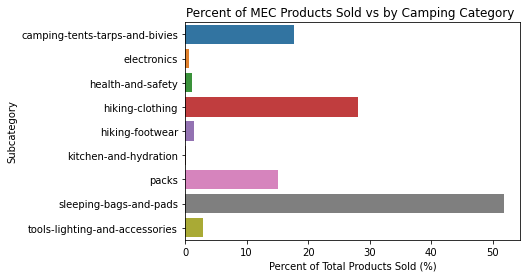 Percent of MEC Products Sold vs by Camping Category
Subcategory
camping-tents-tarps-and-bivies
electronics
health-and-safety
hiking-clothing
hiking-footwear
kitchen-and-hydration
packs
sleeping-bags-and-pads
tools-lighting-and-accessories
0 10 20 30 40 50
Percent of Total Products Sold (%)